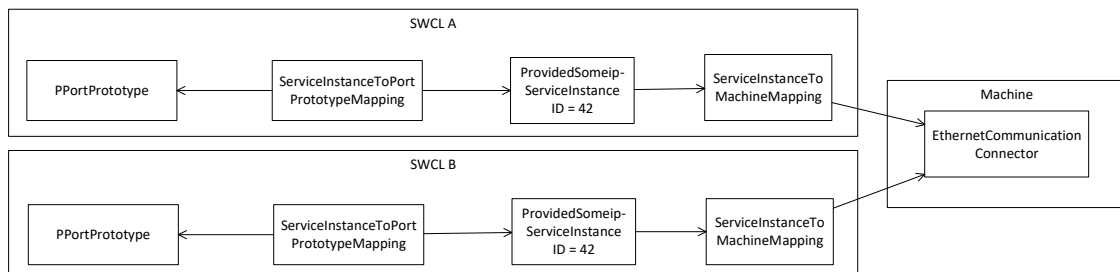 SWCL A
PPortPrototype
ServiceInstanceToPort
PrototypeMapping
ProvidedSomeip-
ServiceInstance
ID = 42
ServiceInstanceTo
MachineMapping
Machine
EthernetCommunication
Connector
SWCL B
PPortPrototype
ServiceInstanceToPort
PrototypeMapping
ProvidedSomeip-
ServiceInstance
ID = 42
ServiceInstanceTo
MachineMapping